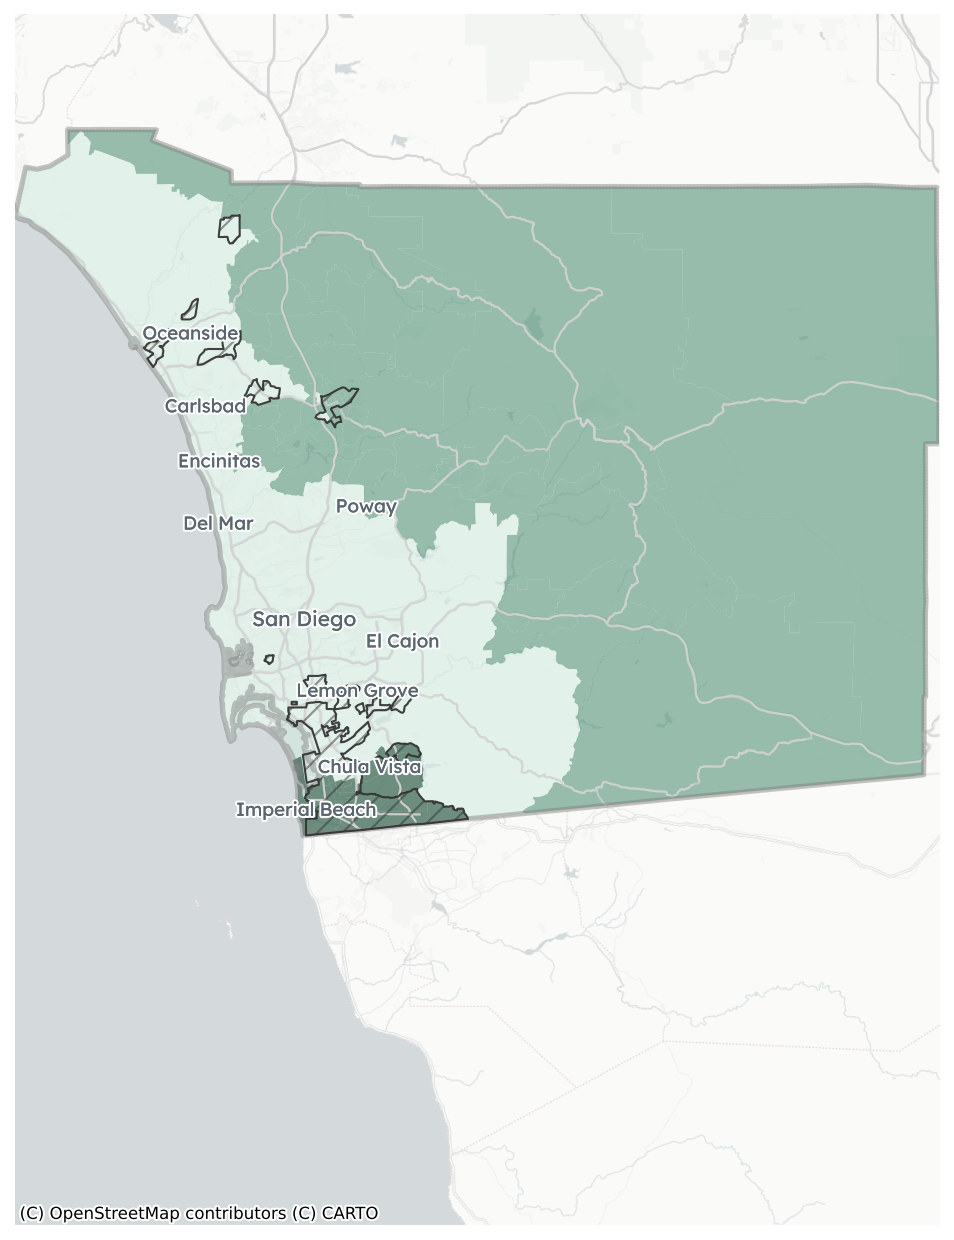 Oceanside
Carlsbad
Encinitas
Poway
Del Mar
San Diego
El Cajon
Lemon Grove
Chula Vista
Imperial Beach
(C) OpenStreetMap contributors (C) CARTO